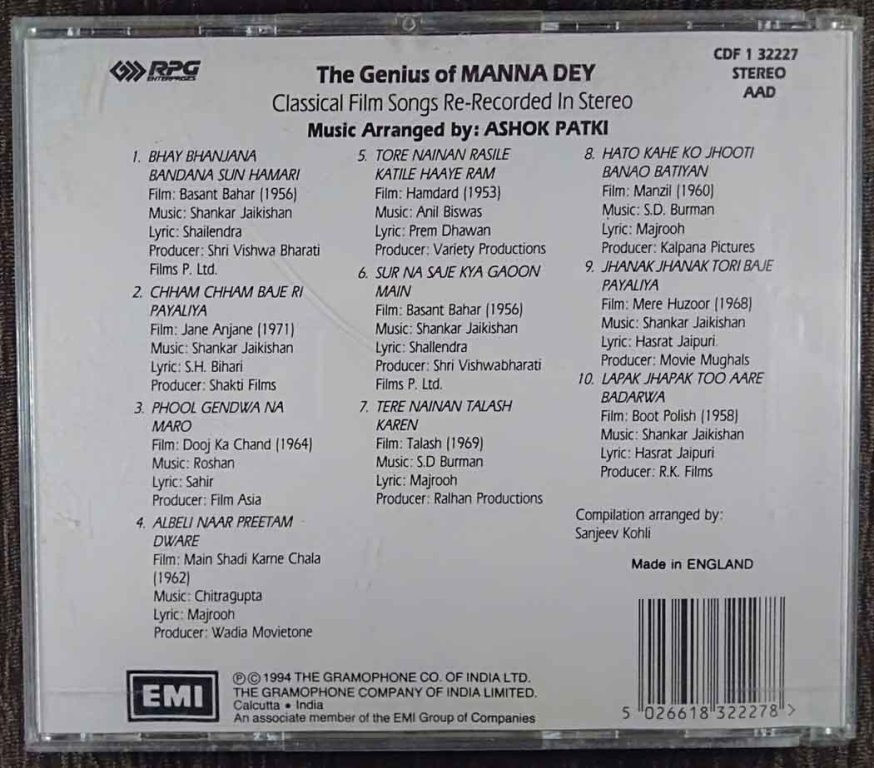 RPG
ENTERPRISES
The Genius of MANNA DEY
Classical Film Songs Re-Recorded In Stereo
Music Arranged by: ASHOK PATKI
CDF 1 32227
STEREO
AAD
1. BHAY BHANJANA
BANDANA SUN HAMARI
Film: Basant Bahar (1956)
Music: Shankar Jaikishan
Lyric: Shailendra
Producer: Shri Vishwa Bharati
Films P. Ltd.
2. CHHAM CHHAM BAJE RI
PAYALIYA
Film: Jane Anjane (1971)
Music: Shankar Jaikishan
Lyric: S.H. Bihari
Producer: Shakti Films
3. PHOOL GENDWA NA
MARO
Film: Dooj Ka Chand (1964)
Music: Roshan
Lyric: Sahir
Producer: Film Asia
4. ALBELI NAAR PREETAM
DWARE
Film: Main Shadi Karne Chala
(1962)
Music: Chitragupta
Lyric: Majrooh
Producer: Wadia Movietone
5. TORE NAINAN RASILE
KATILE HAAYE RAM
Film: Hamdard (1953)
Music: Anil Biswas
Lyric: Prem Dhawan
Producer: Variety Productions
6. SUR NA SAJE KYA GAOON
MAIN
Film: Basant Bahar (1956)
Music: Shankar Jaikishan
Lyric: Shallendra
Producer: Shri Vishwabharati
Films P. Ltd.
7. TERE NAINAN TALASH
KAREN
Film: Talash (1969)
Music: S.D Burman
Lyric: Majrooh
Producer: Ralhan Productions
8. HATO KAHE KO JHOOTI
BANAO BATIYAN
Film: Manzil (1960)
Music: S.D. Burman
Lyric: Majrooh
Producer: Kalpana Pictures
9. JHANAK JHANAK TORI BAJE
PAYALIYA
Film: Mere Huzoor (1968)
Music: Shankar Jaikishan
Lyric: Hasrat Jaipuri
Producer: Movie Mughals
10. LAPAK JHAPAK TOO AARE
BADARWA
Film: Boot Polish (1958)
Music: Shankar Jaikishan
Lyric: Hasrat Jaipuri
Producer: R.K. Films
Compilation arranged by:
Sanjeev Kohli
Made in ENGLAND
EMI
℗© 1994 THE GRAMOPHONE CO. OF INDIA LTD.
THE GRAMOPHONE COMPANY OF INDIA LIMITED.
Calcutta • India
An associate member of the EMI Group of Companies
5 026618 322278 >